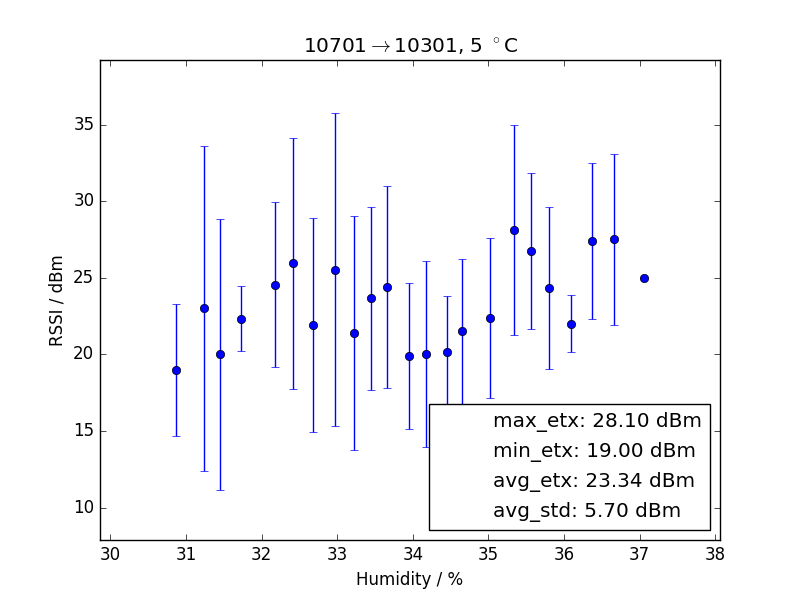 10701→10301, 5 °C
35
30
25
20
15
10
RSSI / dBm
max_etx: 28.10 dBm
min_etx: 19.00 dBm
avg_etx: 23.34 dBm
avg_std: 5.70 dBm
30 31 32 33 34 35 36 37 38
Humidity / %